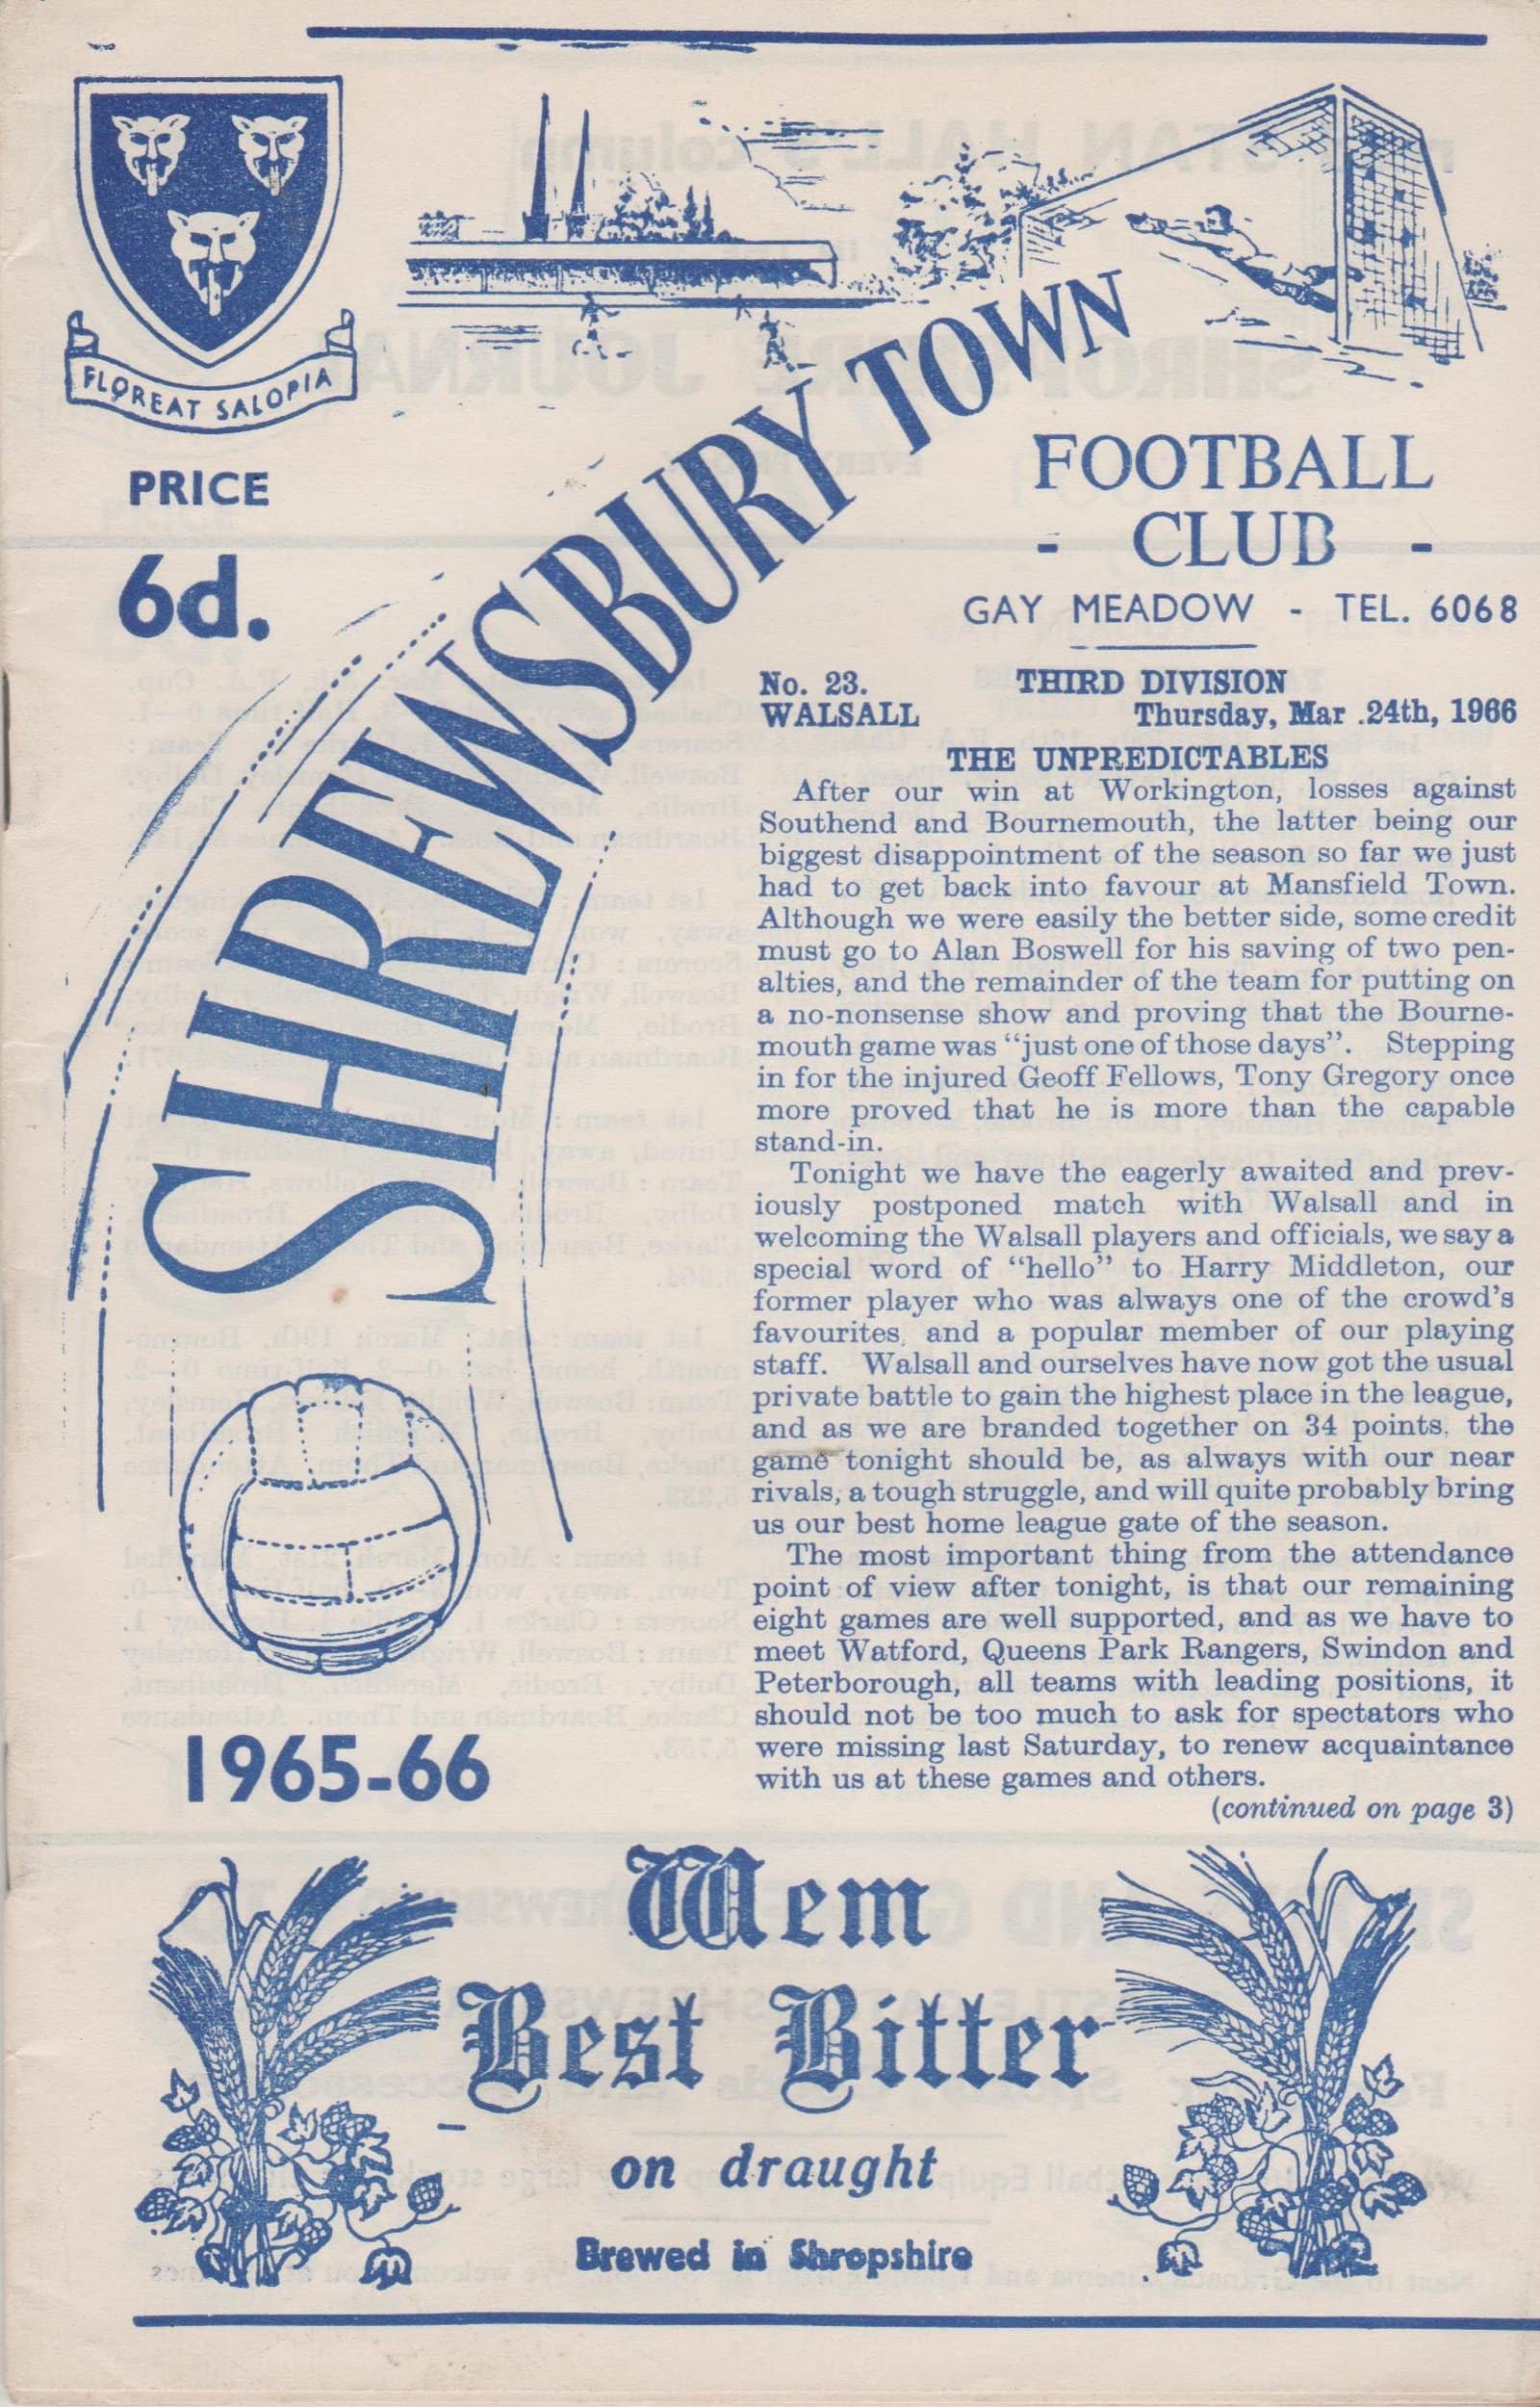 FLOREAT SALOPIA
PRICE
6d.
SHREWSBURY TOWN
FOOTBALL
- CLUB -
GAY MEADOW - TEL. 6068
No. 23. THIRD DIVISION
WALSALL Thursday, Mar .24th, 1966
THE UNPREDICTABLES
After our win at Workington, losses against
Southend and Bournemouth, the latter being our
biggest disappointment of the season so far we just
had to get back into favour at Mansfield Town.
Although we were easily the better side, some credit
must go to Alan Boswell for his saving of two pen-
alties, and the remainder of the team for putting on
a no-nonsense show and proving that the Bourne-
mouth game was “just one of those days”. Stepping
in for the injured Geoff Fellows, Tony Gregory once
more proved that he is more than the capable
stand-in.
Tonight we have the eagerly awaited and prev-
iously postponed match with Walsall and in
welcoming the Walsall players and officials, we say a
special word of “hello” to Harry Middleton, our
former player who was always one of the crowd’s
favourites, and a popular member of our playing
staff. Walsall and ourselves have now got the usual
private battle to gain the highest place in the league,
and as we are branded together on 34 points, the
game tonight should be, as always with our near
rivals, a tough struggle, and will quite probably bring
us our best home league gate of the season.
The most important thing from the attendance
point of view after tonight, is that our remaining
eight games are well supported, and as we have to
meet Watford, Queens Park Rangers, Swindon and
Peterborough, all teams with leading positions, it
should not be too much to ask for spectators who
were missing last Saturday, to renew acquaintance
with us at these games and others.
(continued on page 3)
1965-66
Wem
Best Bitter
on draught
Brewed in Shropshire